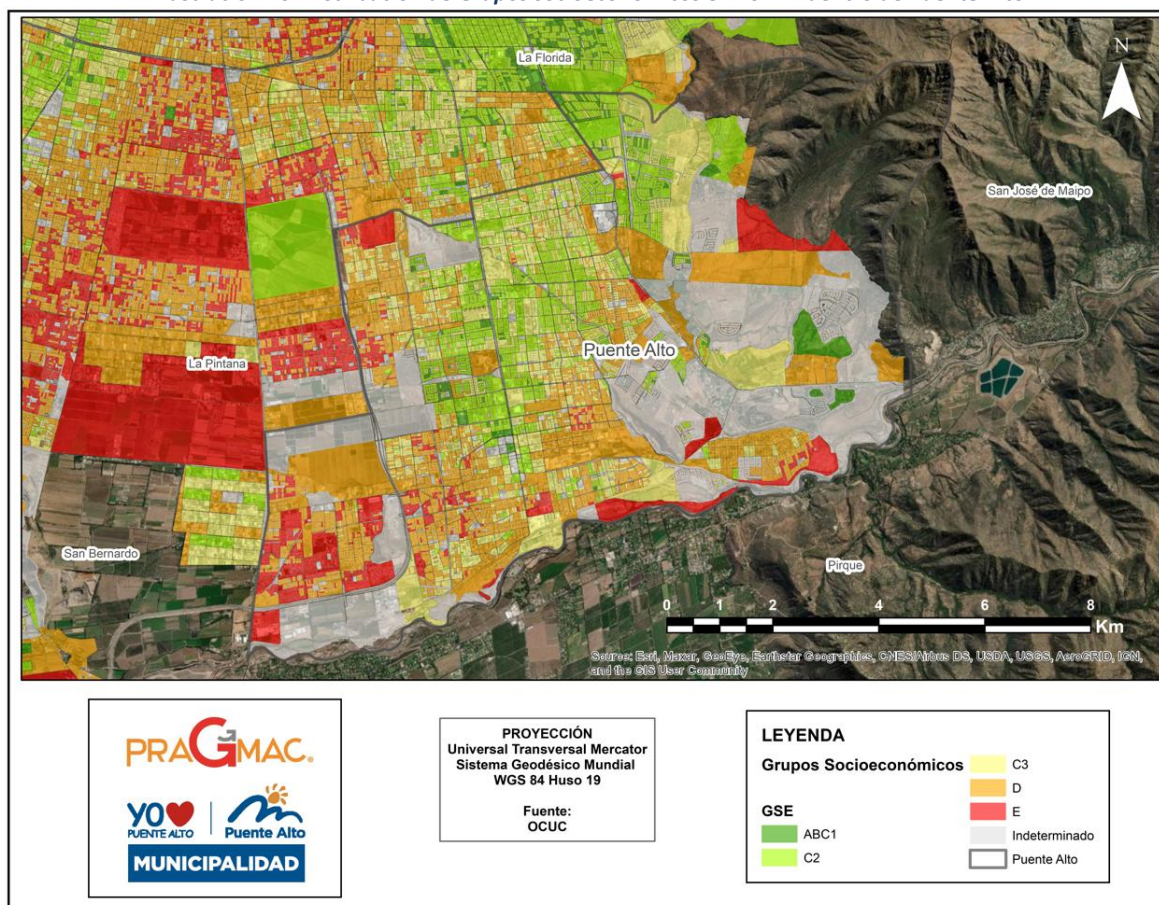 La Florida
N
San José de Maipo
Puente Alto
La Pintana
San Bernardo
Pirque
0 1 2 4 6 8
Km
Source: Esri, Maxar, GeoEye, Earthstar Geographics, CNES/Airbus DS, USDA, USGS, AeroGRID, IGN,
and the GIS User Community
PRAGMAC®
YO
PUENTE ALTO
Puente Alto
MUNICIPALIDAD
PROYECCIÓN
Universal Transversal Mercator
Sistema Geodésico Mundial
WGS 84 Huso 19
Fuente:
OCUC
LEYENDA
Grupos Socioeconómicos
GSE
ABC1
C2
C3
D
E
Indeterminado
Puente Alto